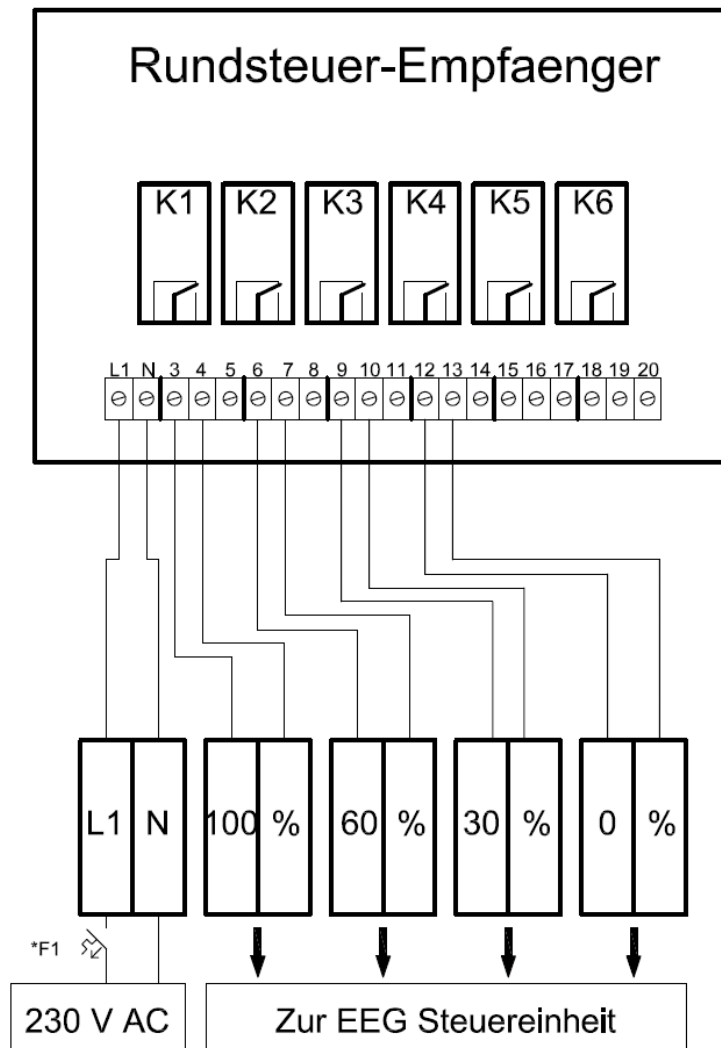 Rundsteuer-Empfaenger
K1 K2 K3 K4 K5 K6
L1 N 3 4 5 6 7 8 9 10 11 12 13 14 15 16 17 18 19 20
L1 N 100 % 60 % 30 % 0 %
*F1
230 V AC Zur EEG Steuereinheit